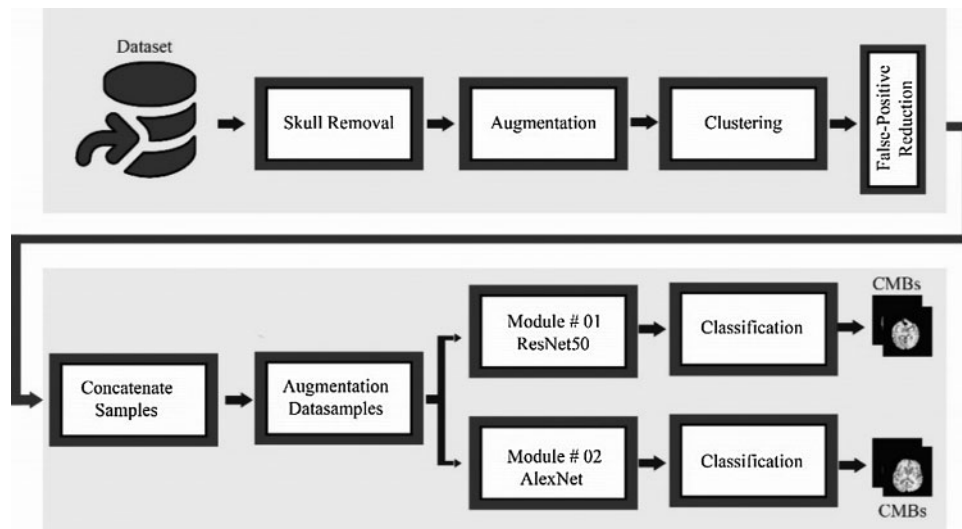 Dataset
Skull Removal
Augmentation
Clustering
False-Positive
Reduction
Concatenate
Samples
Augmentation
Datasamples
Module # 01
ResNet50
Classification
CMBs
Module # 02
AlexNet
Classification
CMBs